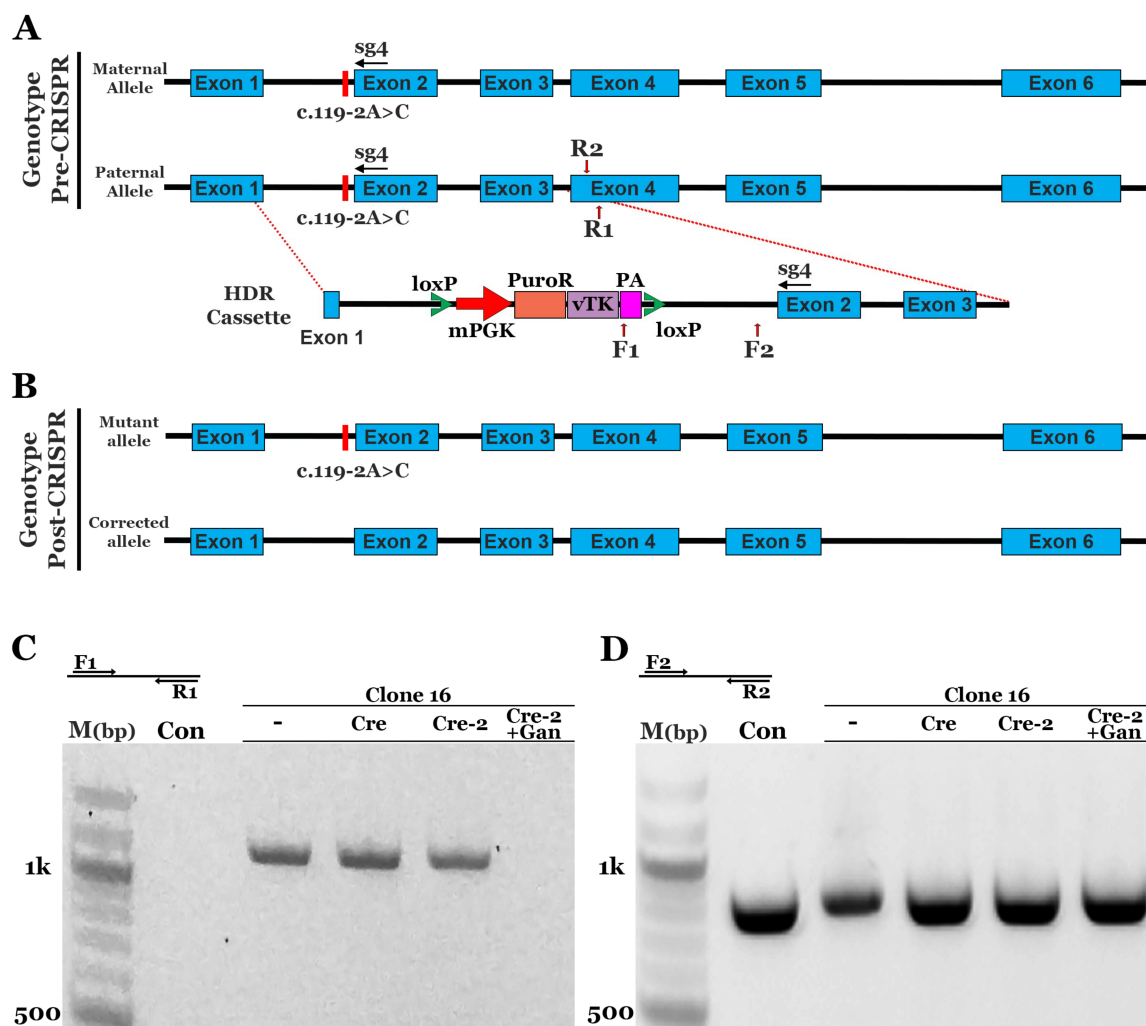 A
Genotype
Pre-CRISPR
Maternal
Allele
sg4
Exon 1
Exon 2
Exon 3
Exon 4
Exon 5
Exon 6
c.119-2A>C
Paternal
Allele
sg4
R2
Exon 1
Exon 2
Exon 3
Exon 4
Exon 5
Exon 6
c.119-2A>C
R1
HDR
Cassette
loxP
PuroR
PA
sg4
vTK
Exon 2
Exon 3
Exon 1
mPGK
loxP
F1
F2
B
Genotype
Post-CRISPR
Mutant
allele
Exon 1
Exon 2
Exon 3
Exon 4
Exon 5
Exon 6
c.119-2A>C
Corrected
allele
Exon 1
Exon 2
Exon 3
Exon 4
Exon 5
Exon 6
C
F1
R1
Clone 16
M(bp)
Con
-
Cre
Cre-2
Cre-2
+Gan
1k
500
D
F2
R2
Clone 16
M(bp)
Con
-
Cre
Cre-2
Cre-2
+Gan
1k
500